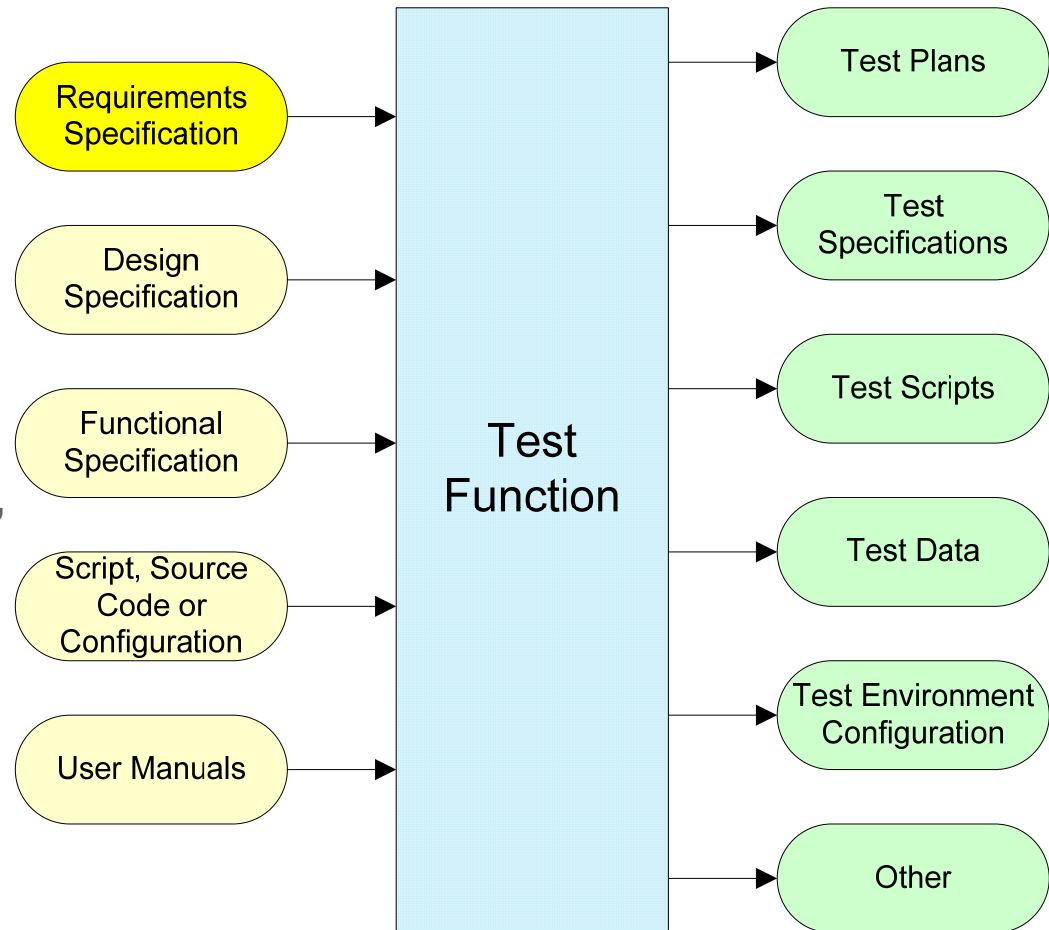 Requirements
Specification
Design
Specification
Functional
Specification
,
Script, Source
Code or
Configuration
User Manuals
Test
Function
Test Plans
Test
Specifications
Test Scripts
Test Data
Test Environment
Configuration
Other